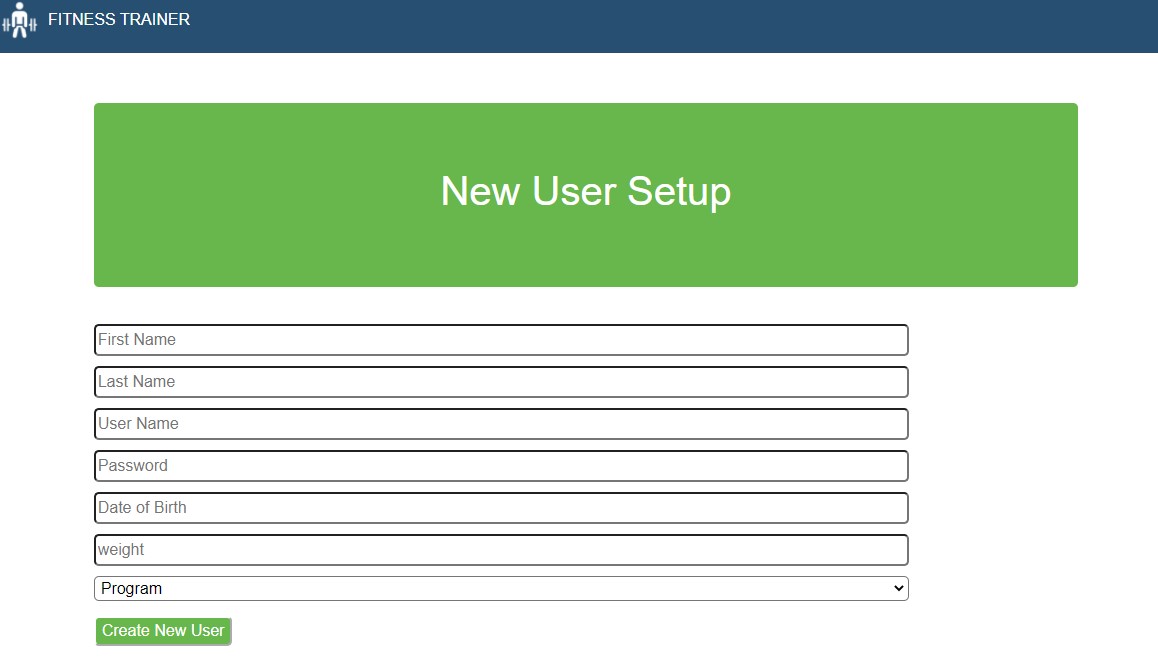 FITNESS TRAINER
New User Setup
First Name
Last Name
User Name
Password
Date of Birth
weight
Program
Create New User